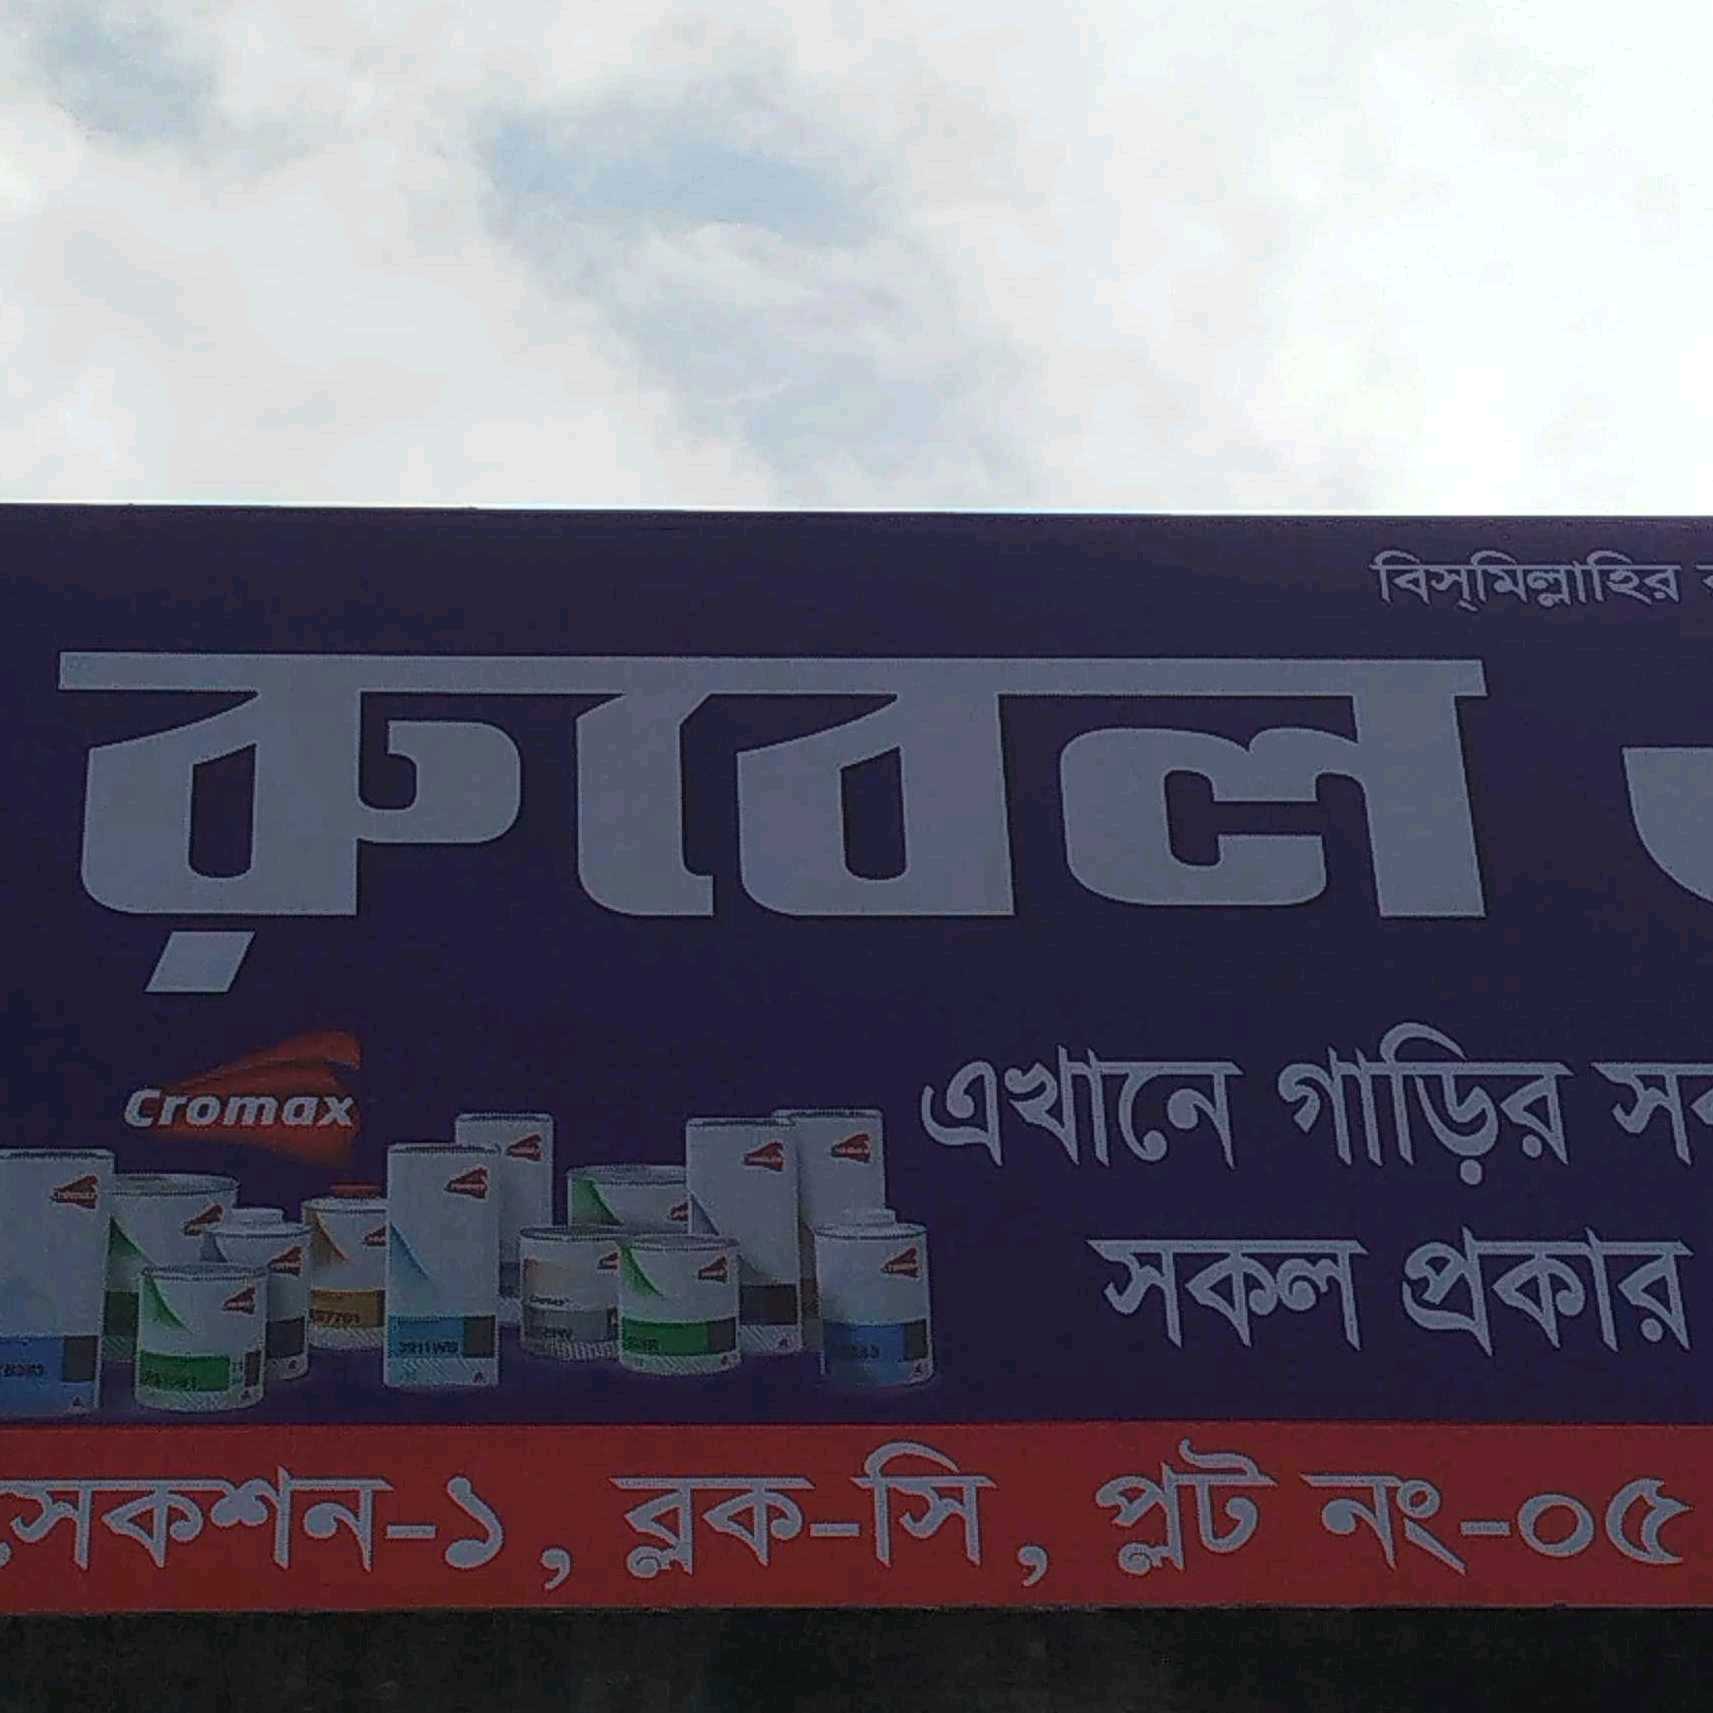 বিস্‌মিল্লাহির
রুবেল
Cromax
এখানে গাড়ির
সকল প্রকার
সেকশন-১, ব্লক-সি, প্লট নং-০৫